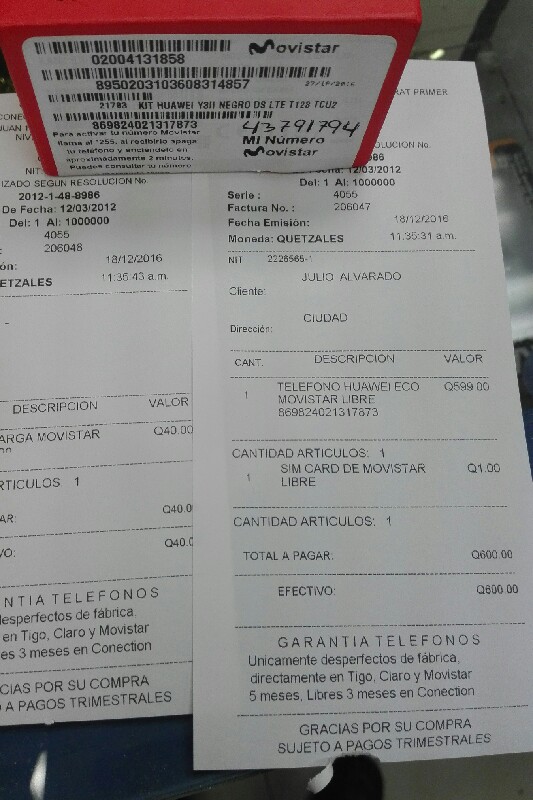 Movistar
02004131858
8950203103608314857
27/10/2016
21783 KIT HUAWEI Y3II NEGRO DS LTE T128 TCU2
869824021317873
43791794
Para activar tu número Movistar
llama al *255, al recibirlo apaga
tu teléfono y enciéndelo en
aproximadamente 2 minutos.
Puedes consultar tu número
MI Número
Movistar
CONE
JUAN
NIV
NIT
IZADO SEGÚN RESOLUCION No.
2012-1-48-8986
De Fecha: 12/03/2012
Del: 1 Al: 1000000
4055
206048
ón: 18/12/2016
ETZALES 11:35:43 a.m.
DESCRIPCION VALOR
ARGA MOVISTAR Q40.00
RTICULOS 1
AR: Q40.0
VO: Q40.0
NTIA TELEFONOS
desperfectos de fábrica.
en Tigo, Claro y Movistar
es 3 meses en Conection
CIAS POR SU COMPRA
O A PAGOS TRIMESTRALES
RAT PRIMER
OLUCION No.
986
2012
Del: 1 Al: 1000000
Serie : 4055
Factura No. : 206047
Fecha Emisión: 18/12/2016
Moneda: QUETZALES 11:35:31 a.m.
NIT 2226565-1
JULIO ALVARADO
Cliente:
CIUDAD
Dirección:
CANT. DESCRIPCION VALOR
1 TELEFONO HUAWEI ECO Q599.00
MOVISTAR LIBRE
869824021317873
CANTIDAD ARTICULOS: 1
1 SIM CARD DE MOVISTAR Q1.00
LIBRE
CANTIDAD ARTICULOS: 1
TOTAL A PAGAR: Q600.00
EFECTIVO: Q600.00
GARANTIA TELEFONOS
Unicamente desperfectos de fábrica,
directamente en Tigo, Claro y Movistar
5 meses, Libres 3 meses en Conection
GRACIAS POR SU COMPRA
SUJETO A PAGOS TRIMESTRALES